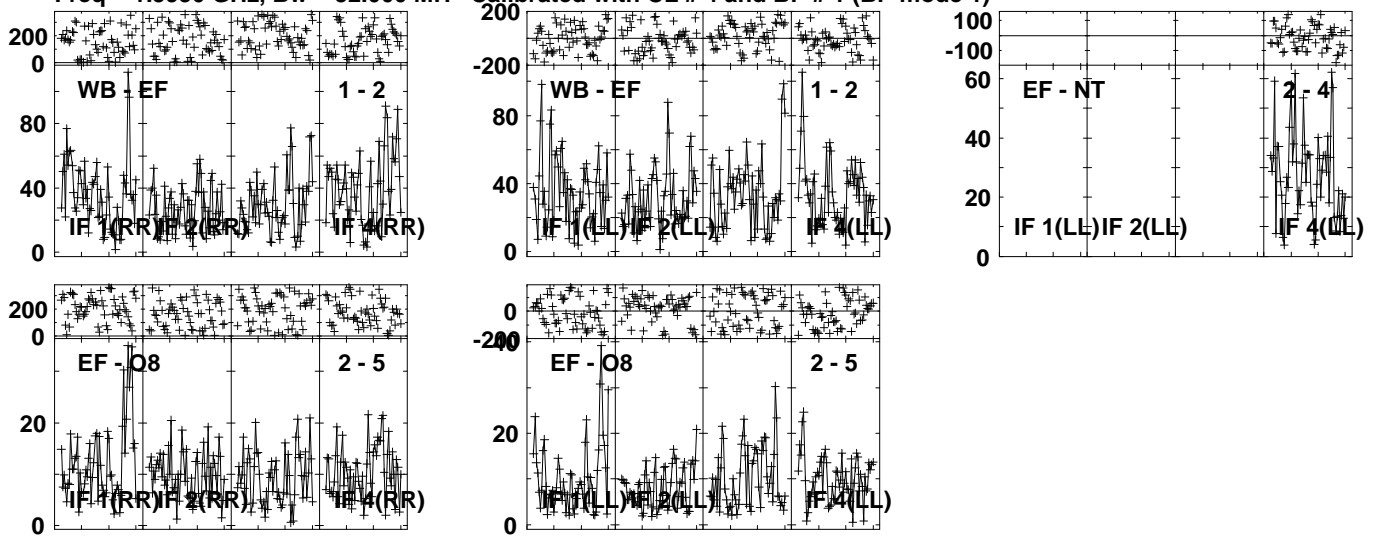 200
0
200
-200
100
-100
WB - EF
1 - 2
WB - EF
1 - 2
EF - NT
2 - 4
80
40
0
80
40
0
60
40
20
0
IF 1(RR)
IF 2(RR)
IF 4(RR)
IF 1(LL)
IF 2(LL)
IF 4(LL)
IF 1(LL)
IF 2(LL)
IF 4(LL)
200
0
0
-200
EF - O8
2 - 5
40
EF - O8
2 - 5
20
0
20
0
IF 1(RR)
IF 2(RR)
IF 4(RR)
IF 1(LL)
IF 2(LL)
IF 4(LL)